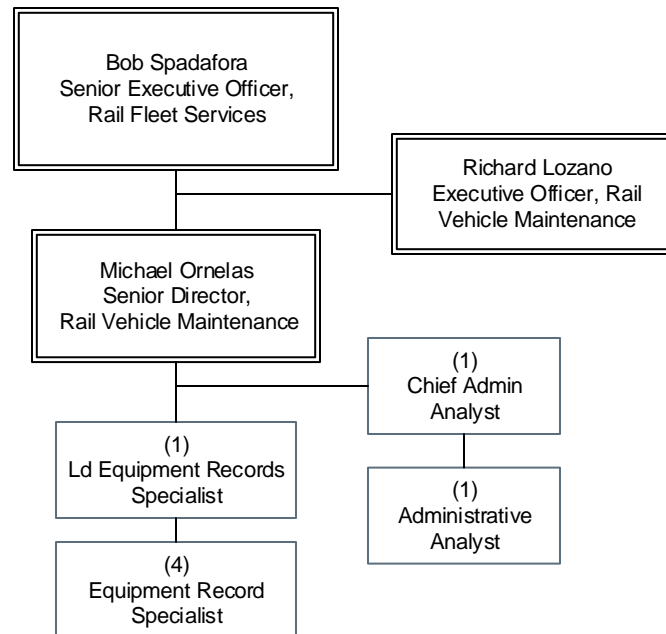 Bob Spadafora
Senior Executive Officer,
Rail Fleet Services
Richard Lozano
Executive Officer, Rail
Vehicle Maintenance
Michael Ornelas
Senior Director,
Rail Vehicle Maintenance
(1)
Chief Admin
Analyst
(1)
Ld Equipment Records
Specialist
(1)
Administrative
Analyst
(4)
Equipment Record
Specialist